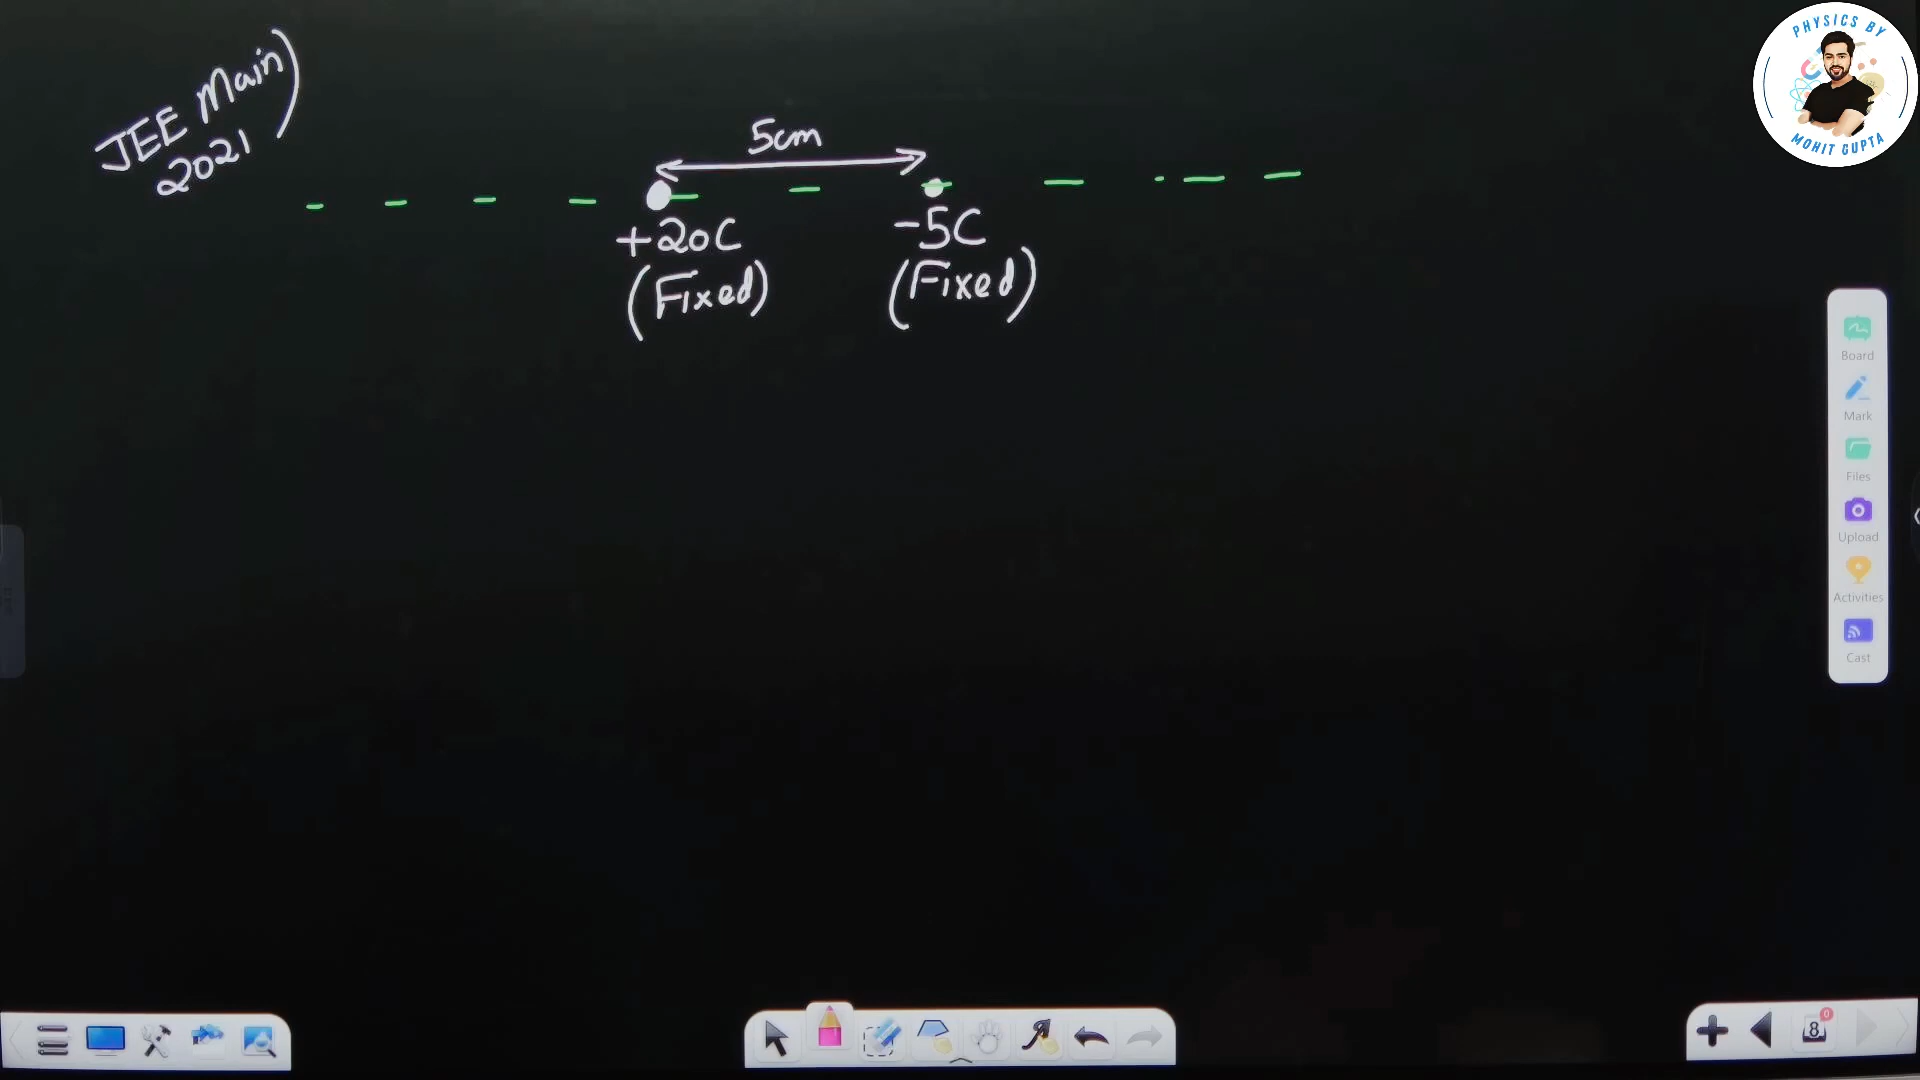 PHYSICS BY
MOHIT GUPTA
JEE Main)
2021
5cm
+20C
-5C
(Fixed)
(Fixed)
Board
Mark
Files
Upload
Activities
Cast
8
0